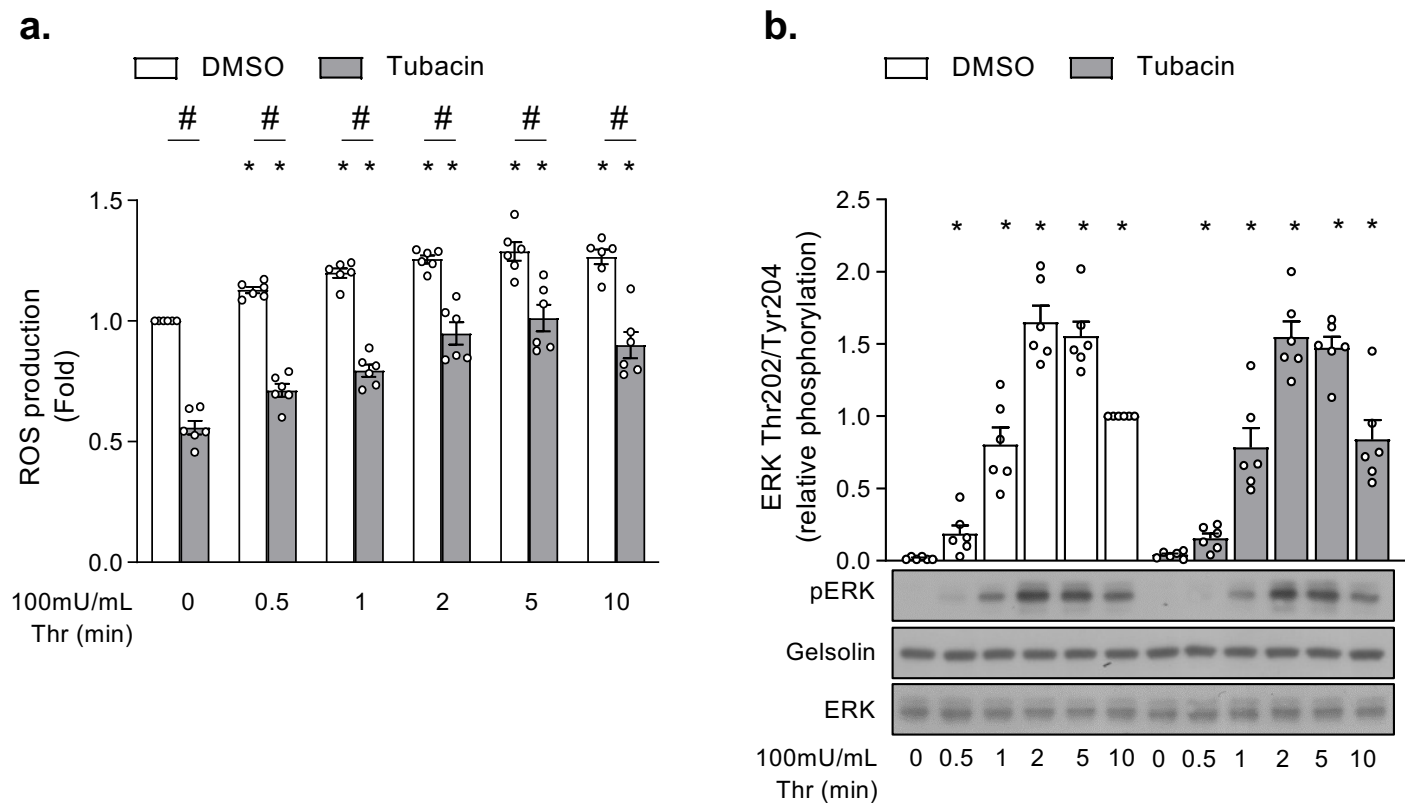 a.
DMSO Tubacin
# # # # # #
* * * * * * * * * *
1.5
1.0
0.5
0.0
ROS production
(Fold)
100mU/mL 0 0.5 1 2 5 10
Thr (min)
b.
DMSO Tubacin
2.5
* * * * * * * * * *
2.0
1.5
1.0
0.5
0.0
ERK Thr202/Tyr204
(relative phosphorylation)
pERK
Gelsolin
ERK
100mU/mL 0 0.5 1 2 5 10 0 0.5 1 2 5 10
Thr (min)